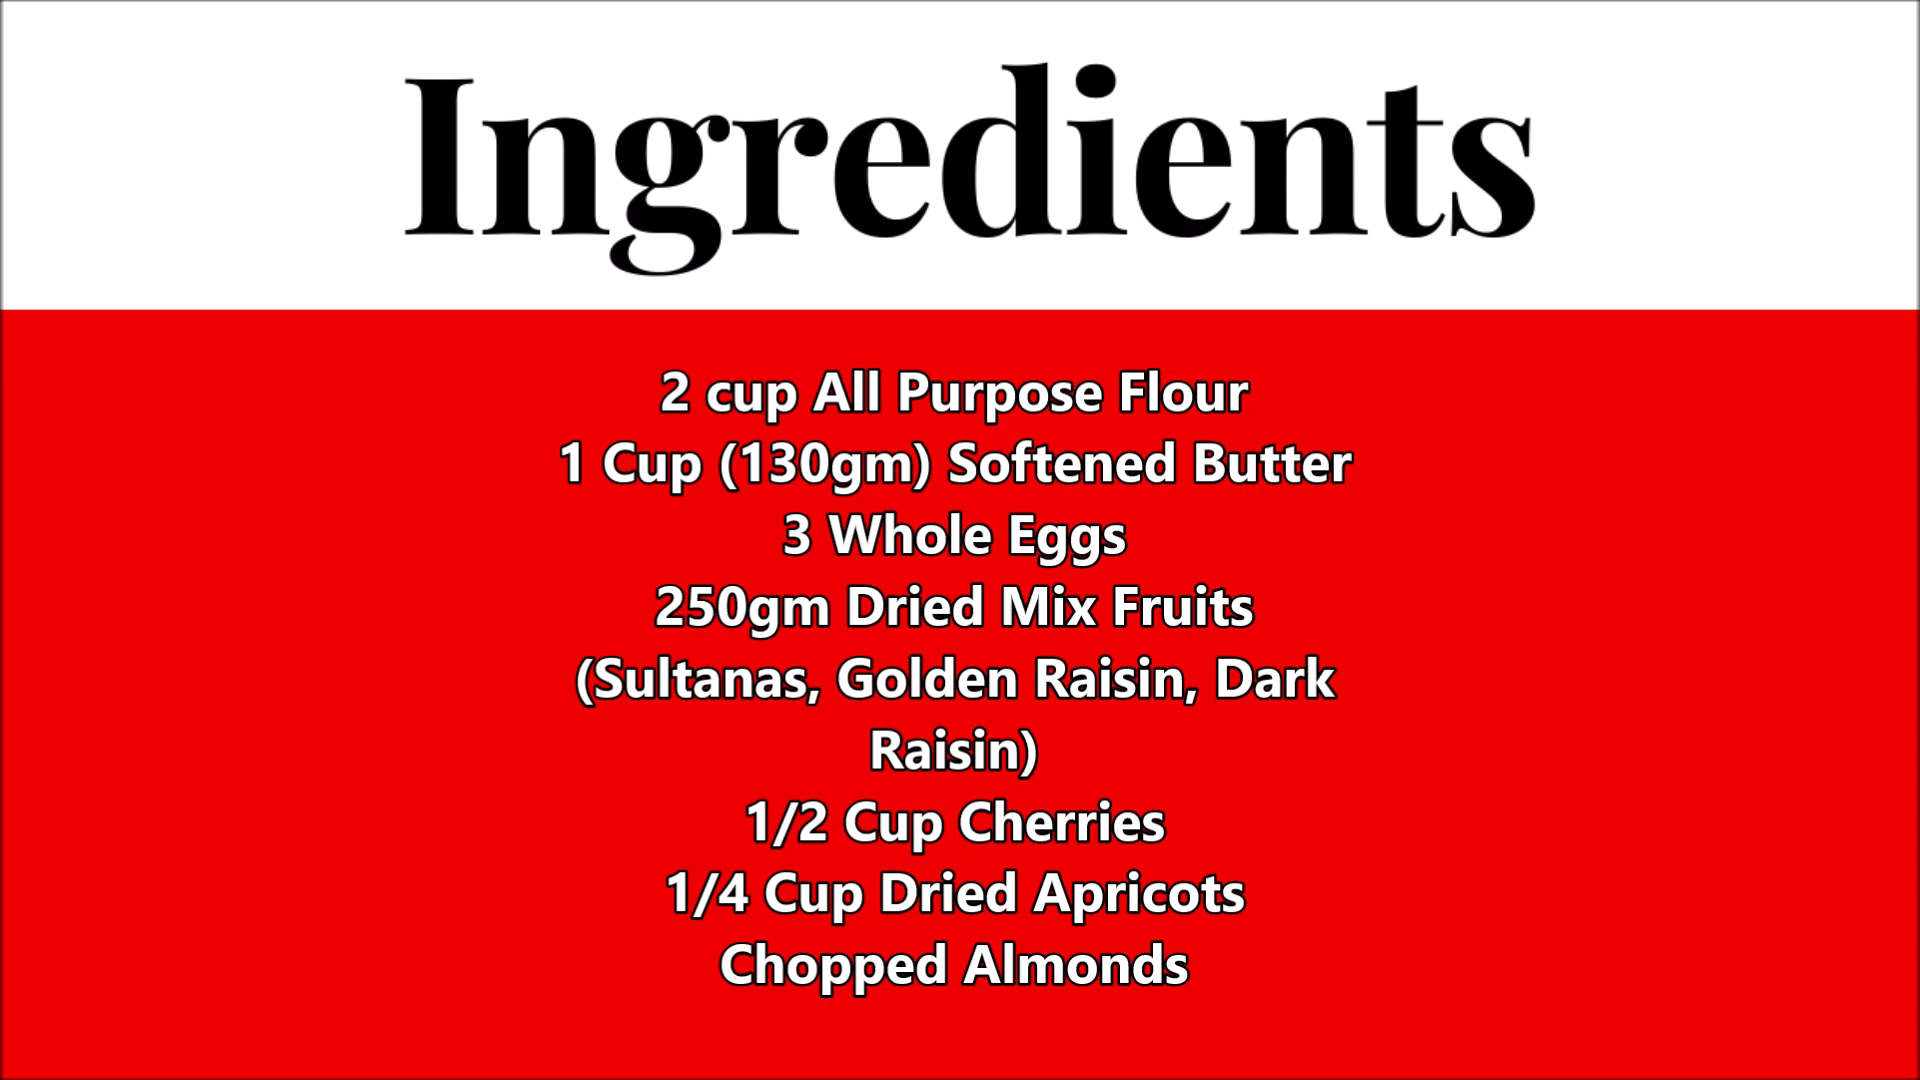 Ingredients
2 cup All Purpose Flour
1 Cup (130gm) Softened Butter
3 Whole Eggs
250gm Dried Mix Fruits
(Sultanas, Golden Raisin, Dark
Raisin)
1/2 Cup Cherries
1/4 Cup Dried Apricots
Chopped Almonds